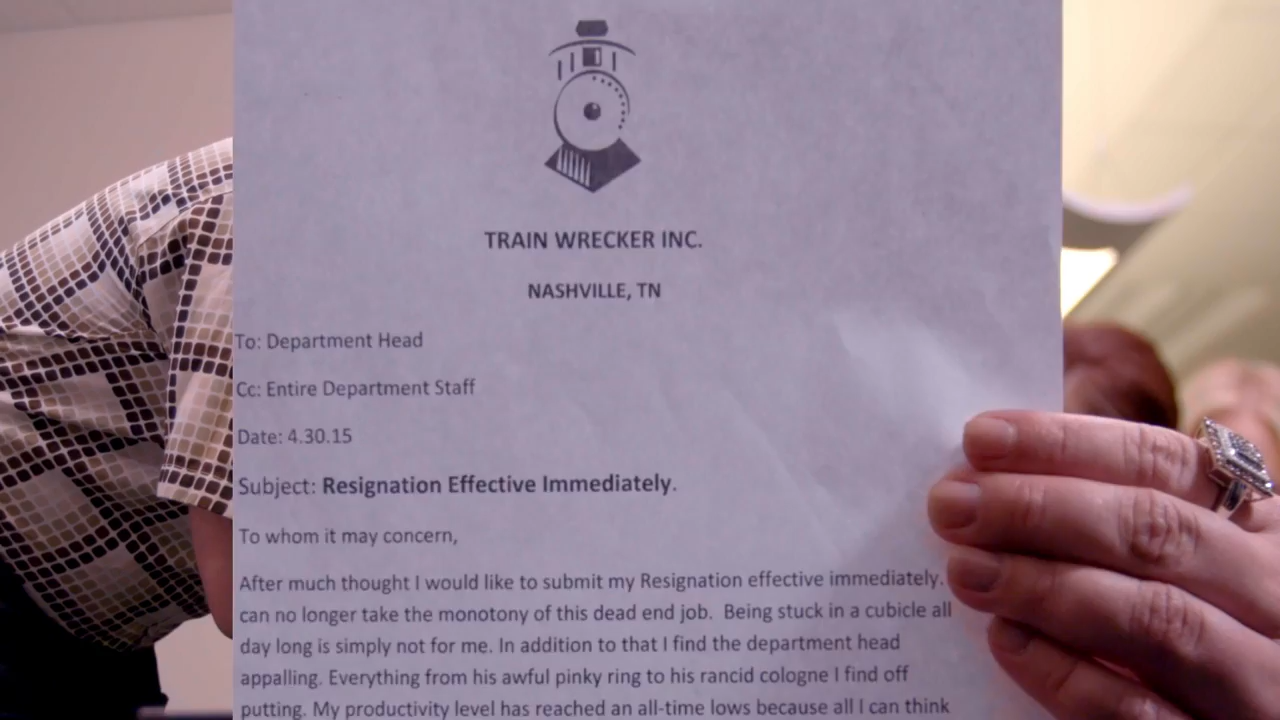 TRAIN WRECKER INC.
NASHVILLE, TN
To: Department Head
Cc: Entire Department Staff
Date: 4.30.15
Subject: Resignation Effective Immediately.
To whom it may concern,
After much thought I would like to submit my Resignation effective immediately.
can no longer take the monotony of this dead end job.  Being stuck in a cubicle all
day long is simply not for me. In addition to that I find the department head
appalling. Everything from his awful pinky ring to his rancid cologne I find off
putting. My productivity level has reached an all-time lows because all I can think